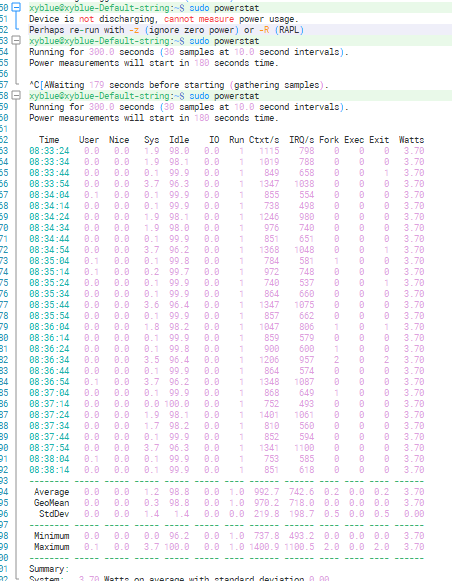 50 xyblue@xyblue-Default-string:~$ sudo powerstat
51 Device is not discharging, cannot measure power usage.
52 Perhaps re-run with -z (ignore zero power) or -R (RAPL)
53 xyblue@xyblue-Default-string:~$ sudo powerstat
54 Running for 300.0 seconds (30 samples at 10.0 second intervals).
55 Power measurements will start in 180 seconds time.
56
57 ^C[AWaiting 179 seconds before starting (gathering samples).
58 xyblue@xyblue-Default-string:~$ sudo powerstat
59 Running for 300.0 seconds (30 samples at 10.0 second intervals).
60 Power measurements will start in 180 seconds time.
61
62 Time User Nice Sys Idle IO Run Ctxt/s IRQ/s Fork Exec Exit Watts
63 08:33:24 0.0 0.0 1.9 98.0 0.0 1 1115 798 0 0 0 3.70
64 08:33:34 0.0 0.0 1.9 98.1 0.0 1 1019 788 0 0 0 3.70
65 08:33:44 0.0 0.0 0.1 99.9 0.0 1 849 658 0 0 1 3.70
66 08:33:54 0.0 0.0 3.7 96.3 0.0 1 1347 1038 0 0 0 3.70
67 08:34:04 0.1 0.0 0.1 99.9 0.0 1 855 554 0 0 0 3.70
68 08:34:14 0.0 0.0 0.1 99.9 0.0 1 738 498 0 0 0 3.70
69 08:34:24 0.0 0.0 1.9 98.1 0.0 1 1246 980 0 0 0 3.70
70 08:34:34 0.0 0.0 1.9 98.0 0.0 1 976 740 0 0 0 3.70
71 08:34:44 0.0 0.0 0.1 99.9 0.0 1 851 651 0 0 0 3.70
72 08:34:54 0.0 0.0 3.7 96.2 0.0 1 1368 1048 0 0 1 3.70
73 08:35:04 0.1 0.0 0.1 99.8 0.0 1 784 581 1 0 0 3.70
74 08:35:14 0.1 0.0 0.2 99.7 0.0 1 972 748 0 0 0 3.70
75 08:35:24 0.0 0.0 0.1 99.9 0.0 1 740 537 0 0 1 3.70
76 08:35:34 0.0 0.0 0.1 99.9 0.0 1 864 660 0 0 0 3.70
77 08:35:44 0.0 0.0 3.6 96.4 0.0 1 1347 1075 0 0 0 3.70
78 08:35:54 0.0 0.0 0.1 99.9 0.0 1 857 662 0 0 0 3.70
79 08:36:04 0.0 0.0 1.8 98.2 0.0 1 1047 806 1 0 1 3.70
80 08:36:14 0.0 0.0 0.1 99.9 0.0 1 859 579 0 0 0 3.70
81 08:36:24 0.0 0.0 0.1 99.8 0.0 1 900 600 1 0 0 3.70
82 08:36:34 0.0 0.0 3.5 96.4 0.0 1 1206 957 2 0 2 3.70
83 08:36:44 0.0 0.0 0.1 99.9 0.0 1 864 574 0 0 0 3.70
84 08:36:54 0.1 0.0 3.7 96.2 0.0 1 1348 1087 0 0 0 3.70
85 08:37:04 0.0 0.0 0.1 99.9 0.0 1 868 649 1 0 0 3.70
86 08:37:14 0.0 0.0 0.0 100.0 0.0 1 752 493 0 0 0 3.70
87 08:37:24 0.0 0.0 1.9 98.1 0.0 1 1401 1061 0 0 0 3.70
88 08:37:34 0.0 0.0 1.7 98.2 0.0 1 810 560 0 0 0 3.70
89 08:37:44 0.0 0.0 0.1 99.9 0.0 1 852 594 0 0 0 3.70
90 08:37:54 0.0 0.0 3.7 96.3 0.0 1 1341 1100 0 0 0 3.70
91 08:38:04 0.1 0.0 0.1 99.9 0.0 1 753 585 0 0 0 3.70
92 08:38:14 0.0 0.0 0.1 99.9 0.0 1 851 618 0 0 0 3.70
93 -------- ----- ----- ----- ----- ----- ---- ------ ------ ---- ---- ---- ------
94 Average 0.0 0.0 1.2 98.8 0.0 1.0 992.7 742.6 0.2 0.0 0.2 3.70
95 GeoMean 0.0 0.0 0.3 98.8 0.0 1.0 970.2 718.0 0.0 0.0 0.0 3.70
96 StdDev 0.0 0.0 1.4 1.4 0.0 0.0 219.8 198.7 0.5 0.0 0.5 0.00
97 -------- ----- ----- ----- ----- ----- ---- ------ ------ ---- ---- ---- ------
98 Minimum 0.0 0.0 0.0 96.2 0.0 1.0 737.8 493.2 0.0 0.0 0.0 3.70
99 Maximum 0.1 0.0 3.7 100.0 0.0 1.0 1400.9 1100.5 2.0 0.0 2.0 3.70
00 -------- ----- ----- ----- ----- ----- ---- ------ ------ ---- ---- ---- ------
01 Summary:
02 System: 3.70 Watts on average with standard deviation 0.00